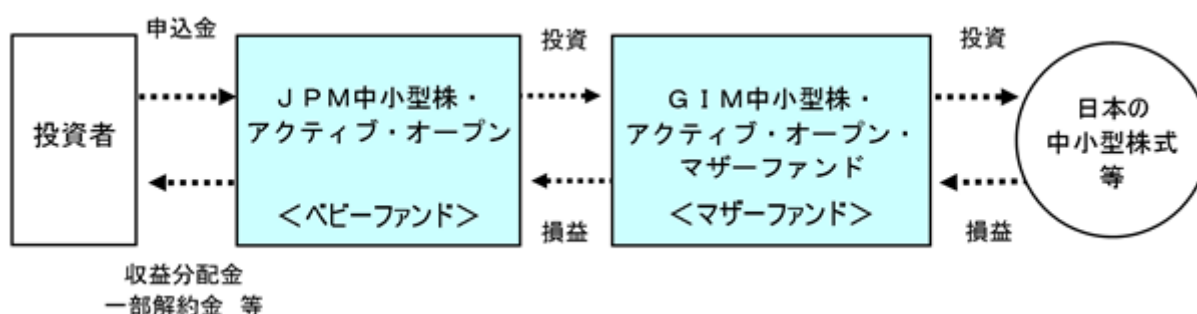 申込金
投資
投資
投資者
ＪＰＭ中小型株・
アクティブ・オープン
＜ベビーファンド＞
ＧＩＭ中小型株・
アクティブ・オープン・
マザーファンド
＜マザーファンド＞
日本の
中小型株式
等
損益
損益
収益分配金
一部解約金 等